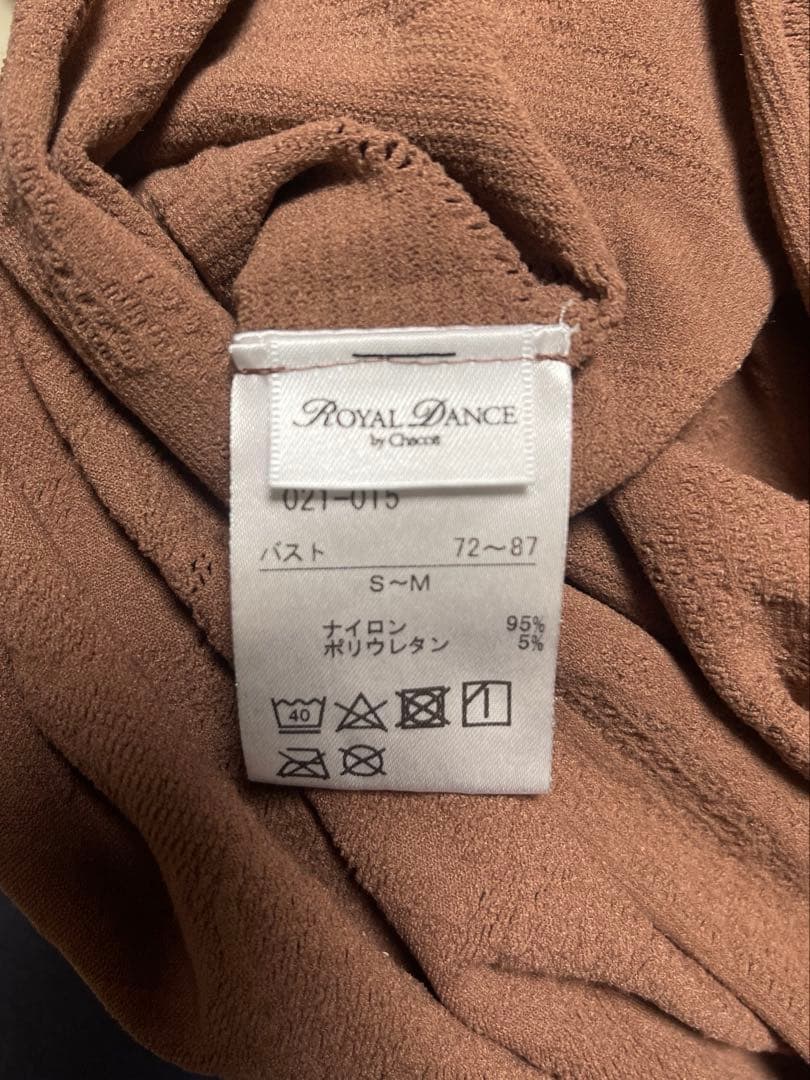 ROYAL DANCE
by Chacott
021-015
バスト 72～87
S～M
ナイロン 95%
ポリウレタン 5%
40